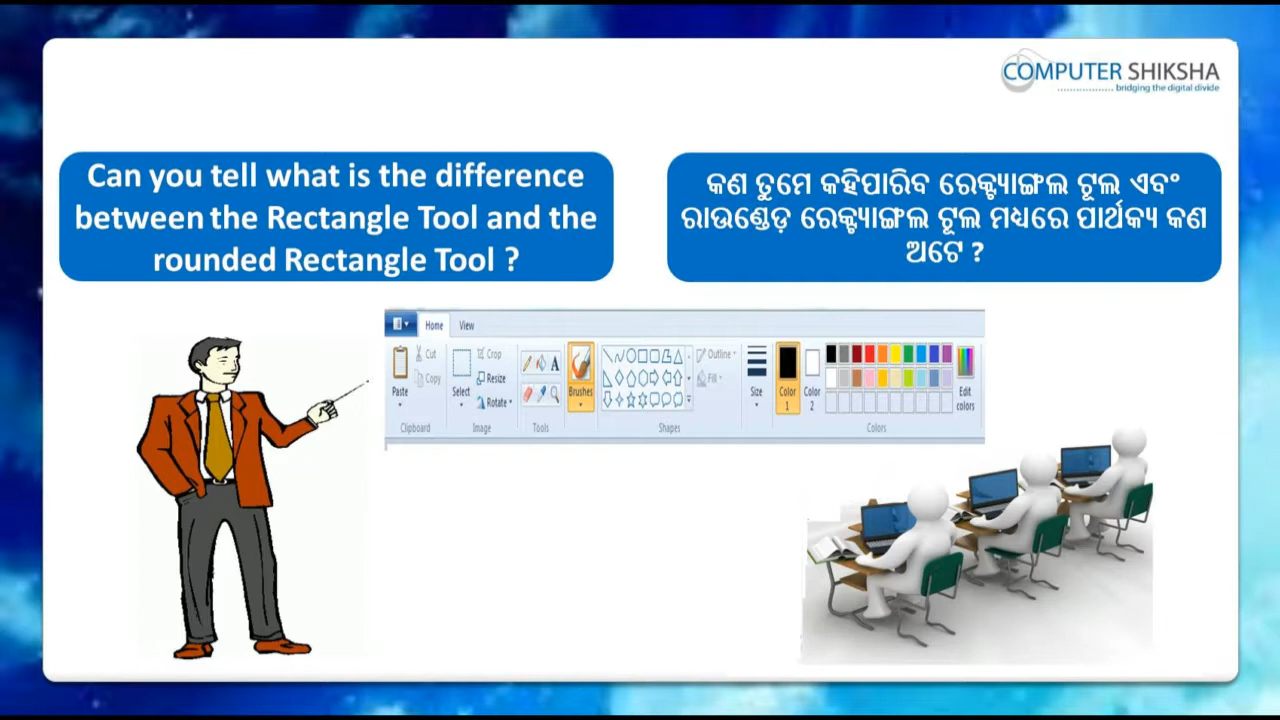 COMPUTER SHIKSHA
bridging the digital divide
Can you tell what is the difference
between the Rectangle Tool and the
rounded Rectangle Tool ?
କଣ ତୁମେ କହିପାରିବ ରେକ୍ଟ୍ୟାଙ୍ଗଲ ଟୂଲ ଏବଂ
ରାଉଣ୍ଡେଡ଼ ରେକ୍ଟ୍ୟାଙ୍ଗଲ ଟୂଲ ମଧ୍ୟରେ ପାର୍ଥକ୍ୟ କଣ
ଅଟେ ?
Home View
Cut
Copy
Paste
Clipboard
Crop
Resize
Rotate
Select
Image
A
Tools
Brushes
Outline
Fill
Shapes
Size
Color
1
Color
2
Edit
colors
Colors